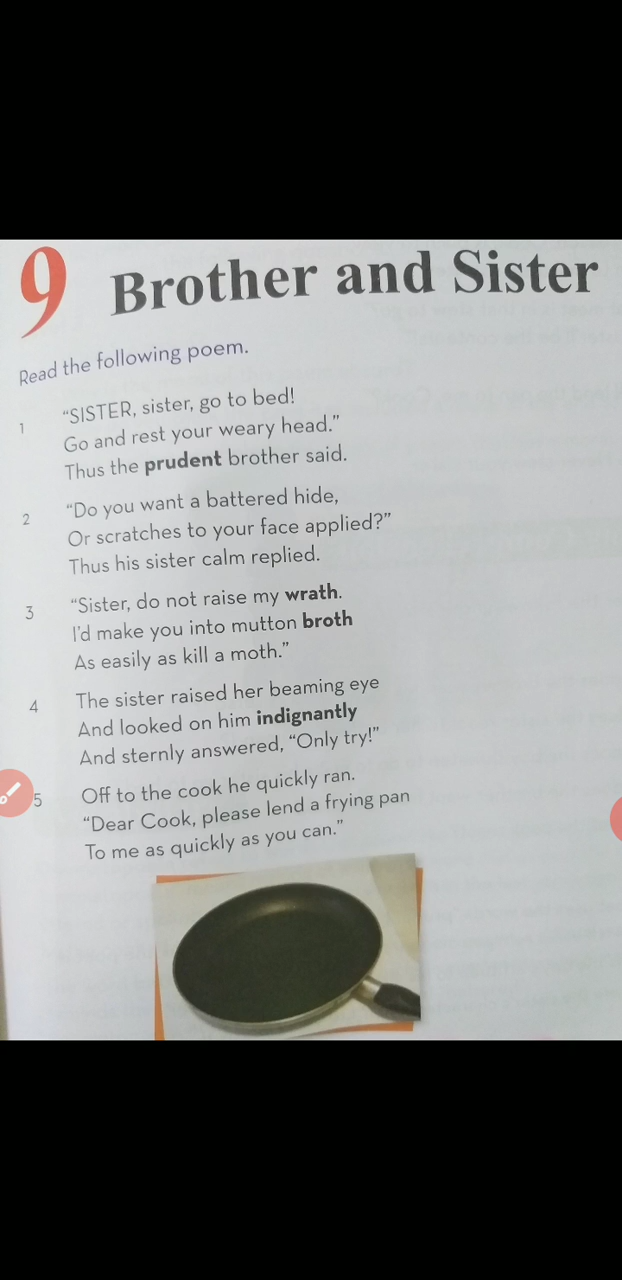 9 Brother and Sister
Read the following poem.
1 "SISTER, sister, go to bed!
Go and rest your weary head."
Thus the prudent brother said.
2 "Do you want a battered hide,
Or scratches to your face applied?"
Thus his sister calm replied.
3 "Sister, do not raise my wrath.
I'd make you into mutton broth
As easily as kill a moth."
4 The sister raised her beaming eye
And looked on him indignantly
And sternly answered, "Only try!"
5 Off to the cook he quickly ran.
"Dear Cook, please lend a frying pan
To me as quickly as you can."